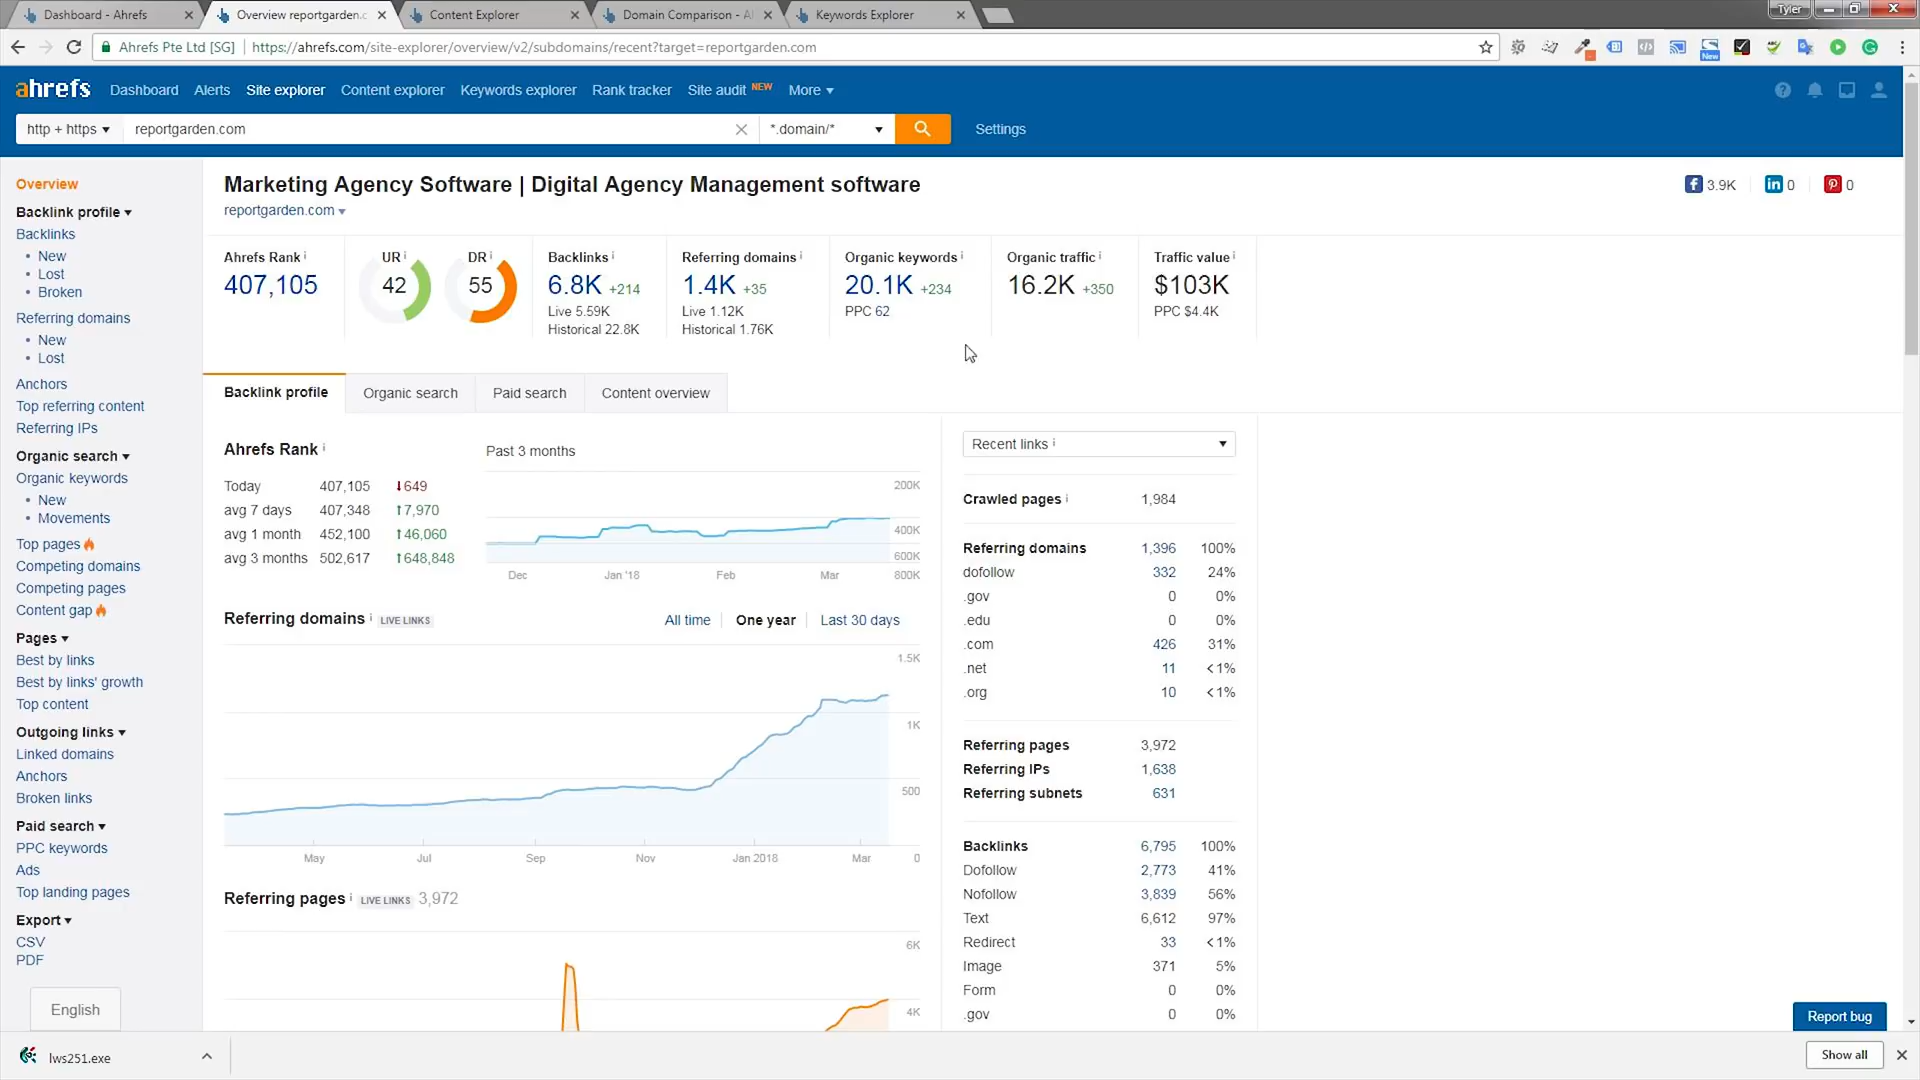 Dashboard - Ahrefs
Overview reportgarden.c
Content Explorer
Domain Comparison - A
Keywords Explorer
Tyler
Ahrefs Pte Ltd [SG]
https://ahrefs.com/site-explorer/overview/v2/subdomains/recent?target=reportgarden.com
New
ahrefs Dashboard Alerts Site explorer Content explorer Keywords explorer Rank tracker Site audit NEW More
http + https reportgarden.com *.domain/* Settings
Overview
Backlink profile
Backlinks
• New
• Lost
• Broken
Referring domains
• New
• Lost
Anchors
Top referring content
Referring IPs
Organic search
Organic keywords
• New
• Movements
Top pages
Competing domains
Competing pages
Content gap
Pages
Best by links
Best by links' growth
Top content
Outgoing links
Linked domains
Anchors
Broken links
Paid search
PPC keywords
Ads
Top landing pages
Export
CSV
PDF
English
Marketing Agency Software | Digital Agency Management software
reportgarden.com
3.9K
in 0
0
Ahrefs Rank i
407,105
UR i
42
DR i
55
Backlinks i
6.8K +214
Live 5.59K
Historical 22.8K
Referring domains i
1.4K +35
Live 1.12K
Historical 1.76K
Organic keywords i
20.1K +234
PPC 62
Organic traffic i
16.2K +350
Traffic value i
$103K
PPC $4.4K
Backlink profile Organic search Paid search Content overview
Ahrefs Rank i
Today 407,105 ↓649
avg 7 days 407,348 ↑7,970
avg 1 month 452,100 ↑46,060
avg 3 months 502,617 ↑648,848
Past 3 months
200K
400K
600K
800K
Dec Jan '18 Feb Mar
Referring domains i LIVE LINKS
All time One year Last 30 days
1.5K
1K
500
0
May Jul Sep Nov Jan 2018 Mar
Referring pages i LIVE LINKS 3,972
6K
4K
Recent links i
Crawled pages i 1,984
Referring domains 1,396 100%
dofollow 332 24%
.gov 0 0%
.edu 0 0%
.com 426 31%
.net 11 <1%
.org 10 <1%
Referring pages 3,972
Referring IPs 1,638
Referring subnets 631
Backlinks 6,795 100%
Dofollow 2,773 41%
Nofollow 3,839 56%
Text 6,612 97%
Redirect 33 <1%
Image 371 5%
Form 0 0%
.gov 0 0%
Report bug
lws251.exe
Show all